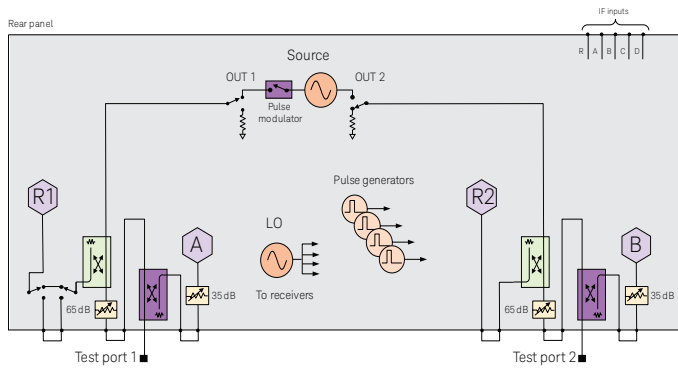 Rear panel
IF inputs
R A B C D
Source
OUT 1
OUT 2
Pulse
modulator
Pulse generators
R1
R2
A
B
LO
To receivers
65 dB
35 dB
65 dB
35 dB
Test port 1
Test port 2